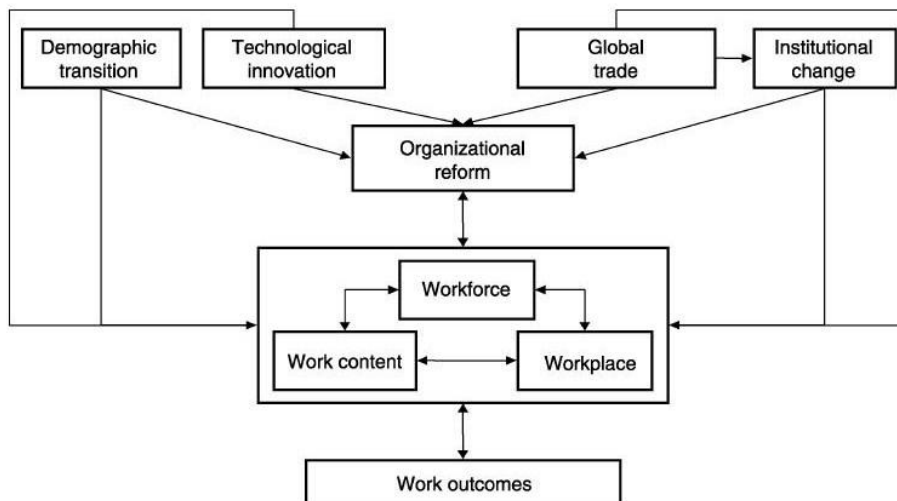 Demographic
transition
Technological
innovation
Global
trade
Institutional
change
Organizational
reform
Workforce
Work content
Workplace
Work outcomes